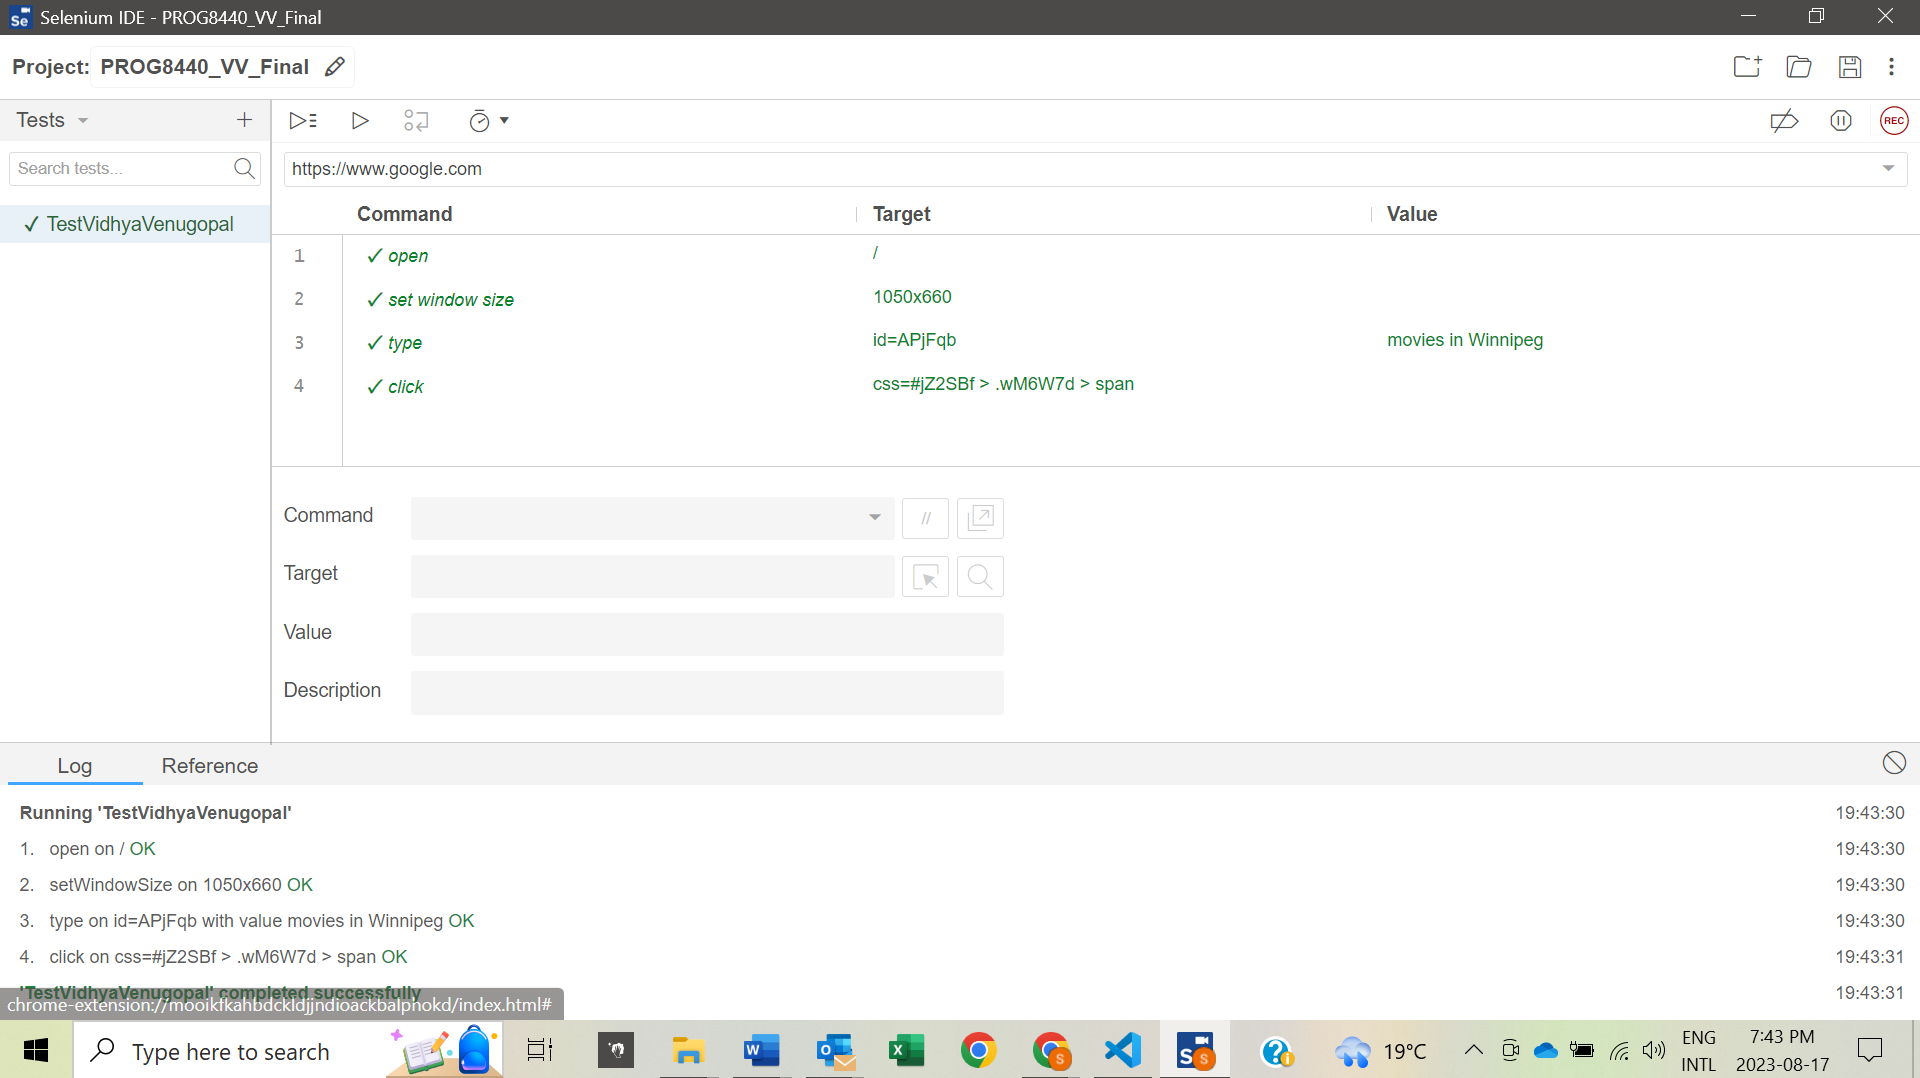 Selenium IDE - PROG8440_VV_Final
Project: PROG8440_VV_Final
Tests
REC
Search tests...
https://www.google.com
✓ TestVidhyaVenugopal
Command Target Value
1 ✓ open /
2 ✓ set window size 1050x660
3 ✓ type id=APjFqb movies in Winnipeg
4 ✓ click css=#jZ2SBf > .wM6W7d > span
Command //
Target
Value
Description
Log Reference
Running 'TestVidhyaVenugopal' 19:43:30
1. open on / OK 19:43:30
2. setWindowSize on 1050x660 OK 19:43:30
3. type on id=APjFqb with value movies in Winnipeg OK 19:43:30
4. click on css=#jZ2SBf > .wM6W7d > span OK 19:43:31
'TestVidhyaVenugopal' completed successfully 19:43:31
chrome-extension://mooikfkahbdckldjjndioackbalphokd/index.html#
Type here to search
19°C
ENG
INTL
7:43 PM
2023-08-17